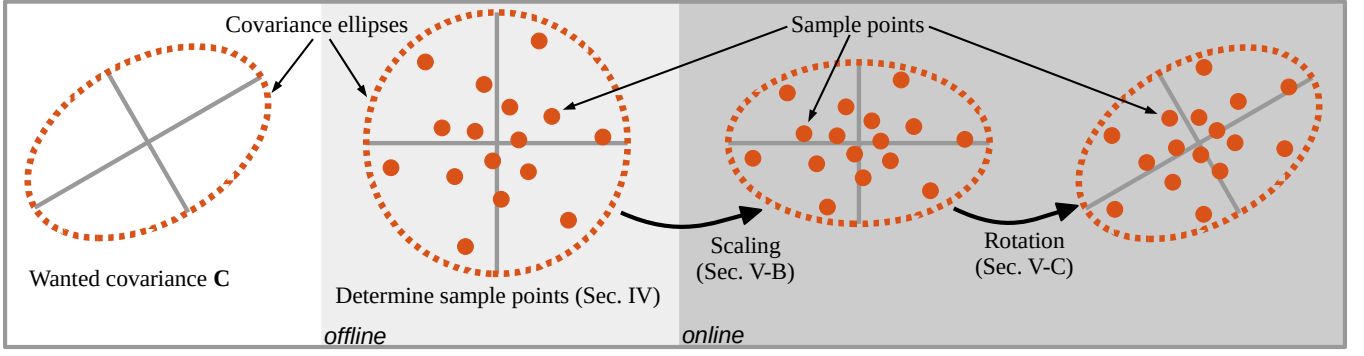 Covariance ellipses
Sample points
Scaling
(Sec. V-B)
Rotation
(Sec. V-C)
Wanted covariance C
Determine sample points (Sec. IV)
offline
online